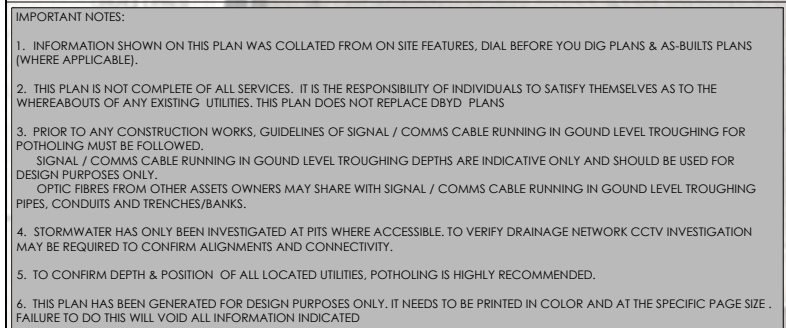 IMPORTANT NOTES:
1. INFORMATION SHOWN ON THIS PLAN WAS COLLATED FROM ON SITE FEATURES, DIAL BEFORE YOU DIG PLANS & AS-BUILTS PLANS
(WHERE APPLICABLE).
2. THIS PLAN IS NOT COMPLETE OF ALL SERVICES. IT IS THE RESPONSIBILITY OF INDIVIDUALS TO SATISFY THEMSELVES AS TO THE
WHEREABOUTS OF ANY EXISTING UTILITIES. THIS PLAN DOES NOT REPLACE DBYD PLANS
3. PRIOR TO ANY CONSTRUCTION WORKS, GUIDELINES OF SIGNAL / COMMS CABLE RUNNING IN GOUND LEVEL TROUGHING FOR
POTHOLING MUST BE FOLLOWED.
SIGNAL / COMMS CABLE RUNNING IN GOUND LEVEL TROUGHING DEPTHS ARE INDICATIVE ONLY AND SHOULD BE USED FOR
DESIGN PURPOSES ONLY.
OPTIC FIBRES FROM OTHER ASSETS OWNERS MAY SHARE WITH SIGNAL / COMMS CABLE RUNNING IN GOUND LEVEL TROUGHING
PIPES, CONDUITS AND TRENCHES/BANKS.
4. STORMWATER HAS ONLY BEEN INVESTIGATED AT PITS WHERE ACCESSIBLE. TO VERIFY DRAINAGE NETWORK CCTV INVESTIGATION
MAY BE REQUIRED TO CONFIRM ALIGNMENTS AND CONNECTIVITY.
5. TO CONFIRM DEPTH & POSITION OF ALL LOCATED UTILITIES, POTHOLING IS HIGHLY RECOMMENDED.
6. THIS PLAN HAS BEEN GENERATED FOR DESIGN PURPOSES ONLY. IT NEEDS TO BE PRINTED IN COLOR AND AT THE SPECIFIC PAGE SIZE .
FAILURE TO DO THIS WILL VOID ALL INFORMATION INDICATED